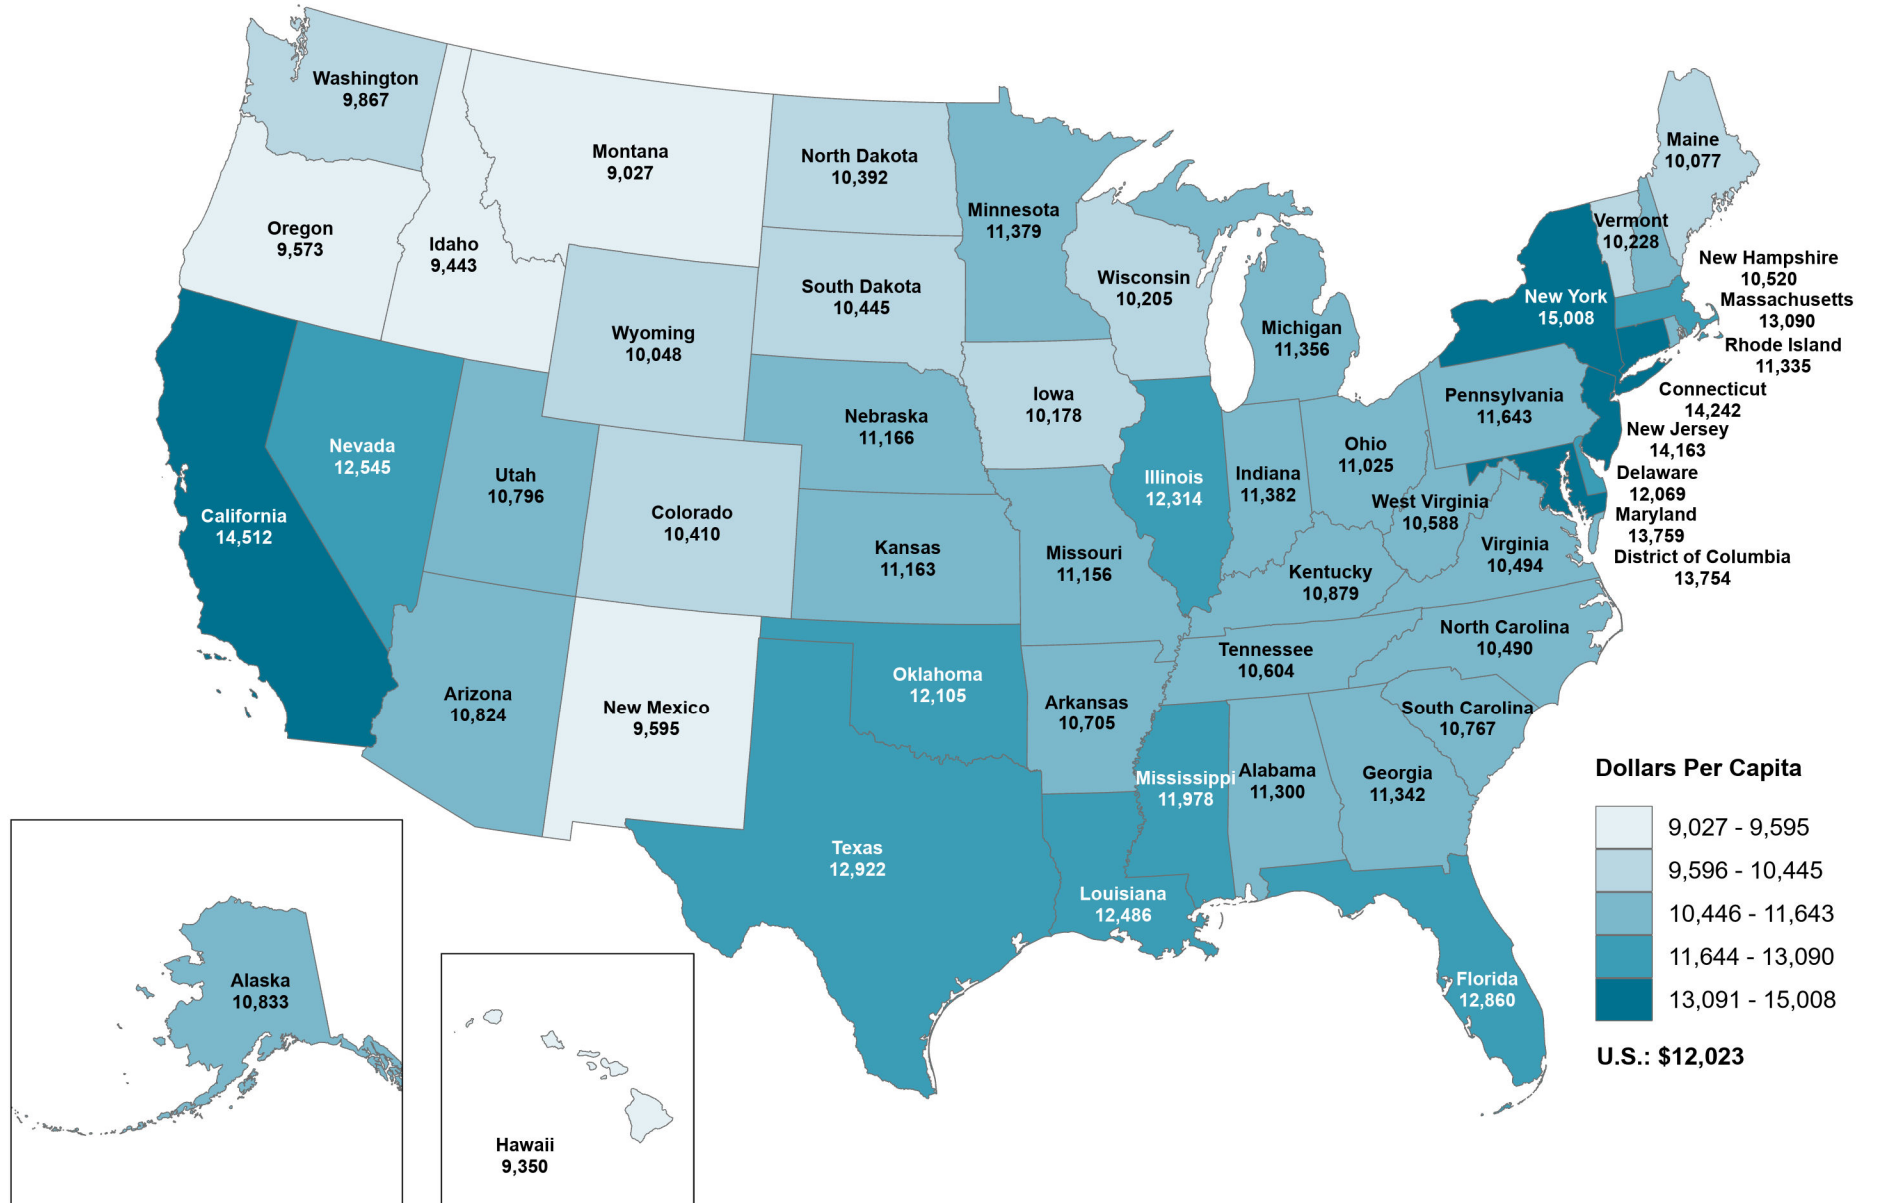 Washington
9,867
Oregon
9,573
Idaho
9,443
Montana
9,027
North Dakota
10,392
Minnesota
11,379
South Dakota
10,445
Wyoming
10,048
Wisconsin
10,205
Michigan
11,356
Maine
10,077
Vermont
10,228
New Hampshire
10,520
Massachusetts
13,090
Rhode Island
11,335
Connecticut
14,242
New Jersey
14,163
Delaware
12,069
Maryland
13,759
District of Columbia
13,754
New York
15,008
Pennsylvania
11,643
Nebraska
11,166
Iowa
10,178
Illinois
12,314
Indiana
11,382
Ohio
11,025
West Virginia
10,588
Virginia
10,494
Nevada
12,545
Utah
10,796
Colorado
10,410
California
14,512
Kansas
11,163
Missouri
11,156
Kentucky
10,879
North Carolina
10,490
Tennessee
10,604
Arizona
10,824
New Mexico
9,595
Oklahoma
12,105
Arkansas
10,705
South Carolina
10,767
Mississippi
11,978
Alabama
11,300
Georgia
11,342
Texas
12,922
Louisiana
12,486
Florida
12,860
Alaska
10,833
Hawaii
9,350
Dollars Per Capita
9,027 - 9,595
9,596 - 10,445
10,446 - 11,643
11,644 - 13,090
13,091 - 15,008
U.S.: $12,023